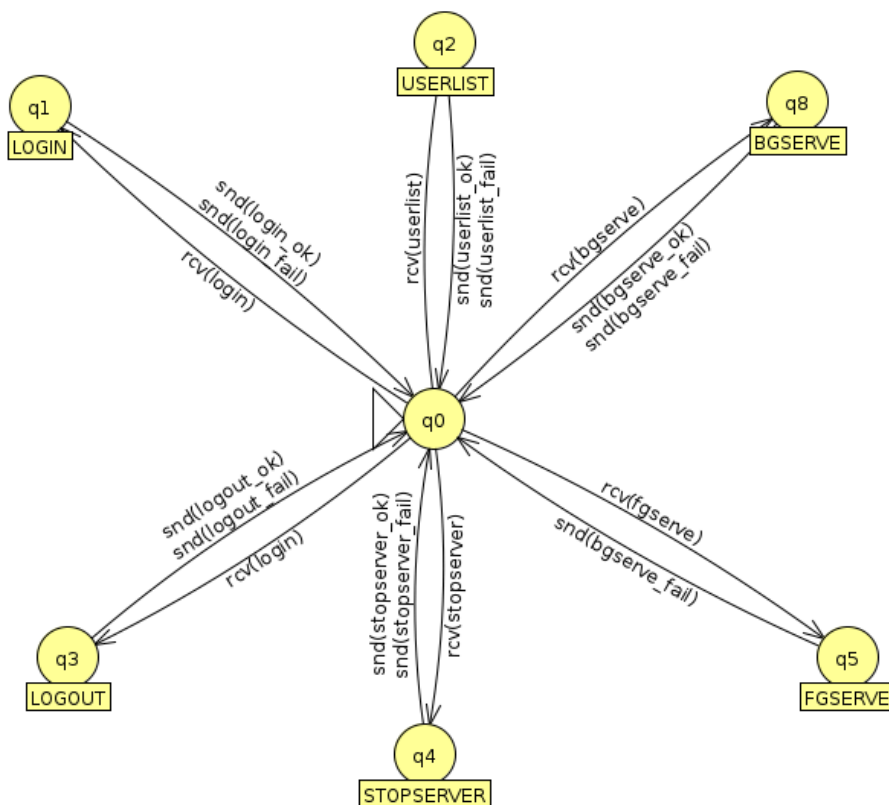 q2
USERLIST
q8
BGSERVE
q1
LOGIN
snd(login_ok)
snd(login_fail)
rcv(login)
rcv(userlist)
snd(userlist_ok)
snd(userlist_fail)
rcv(bgserve)
snd(bgserve_ok)
snd(bgserve_fail)
q0
snd(logout_ok)
snd(logout_fail)
rcv(login)
snd(stopserver_ok)
snd(stopserver_fail)
rcv(stopserver)
rcv(fgserve)
snd(bgserve_fail)
q3
LOGOUT
q5
FGSERVE
q4
STOPSERVER